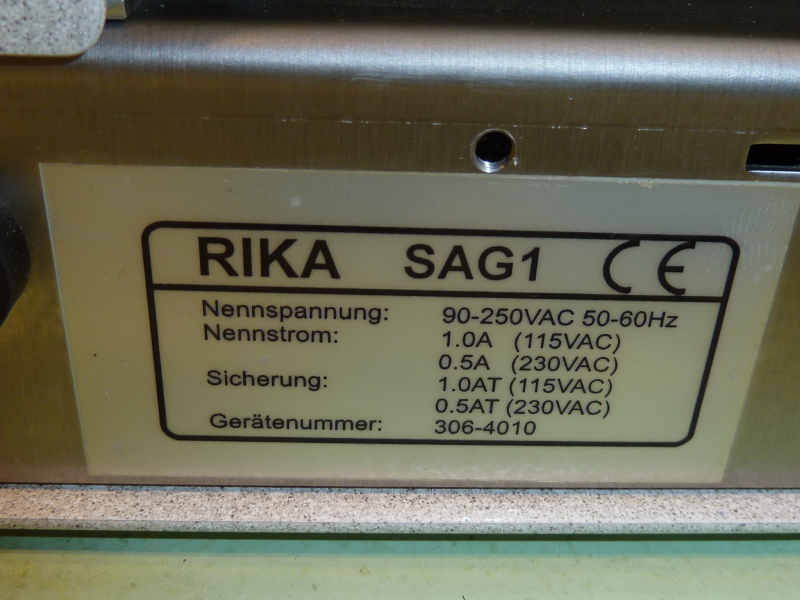 RIKA SAG1 CE
Nennspannung: 90-250VAC 50-60Hz
Nennstrom: 1.0A (115VAC)
0.5A (230VAC)
Sicherung: 1.0AT (115VAC)
0.5AT (230VAC)
Gerätenummer: 306-4010